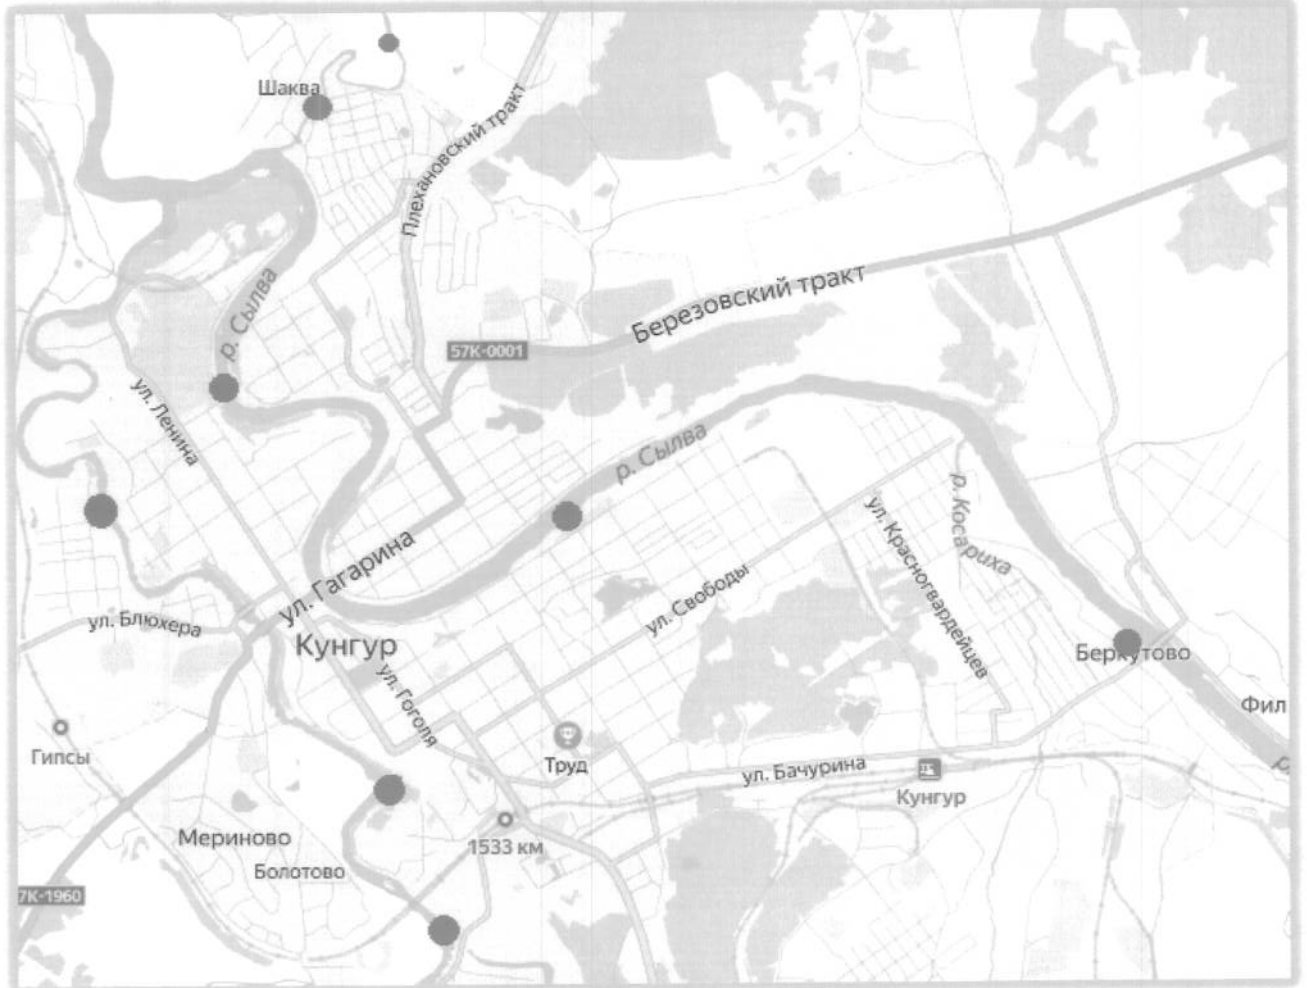 Шаква
Плехановский тракт
р. Сылва
Березовский тракт
57К-0001
ул. Ленина
р. Сылва
р. Косариха
ул. Красногвардейцев
ул. Гагарина
ул. Свободы
ул. Блюхера
Кунгур
Беркутово
ул. Гоголя
Фил
Гипсы
Труд
ул. Бачурина
Кунгур
Мериново
1533 км
Болотово
7К-1960